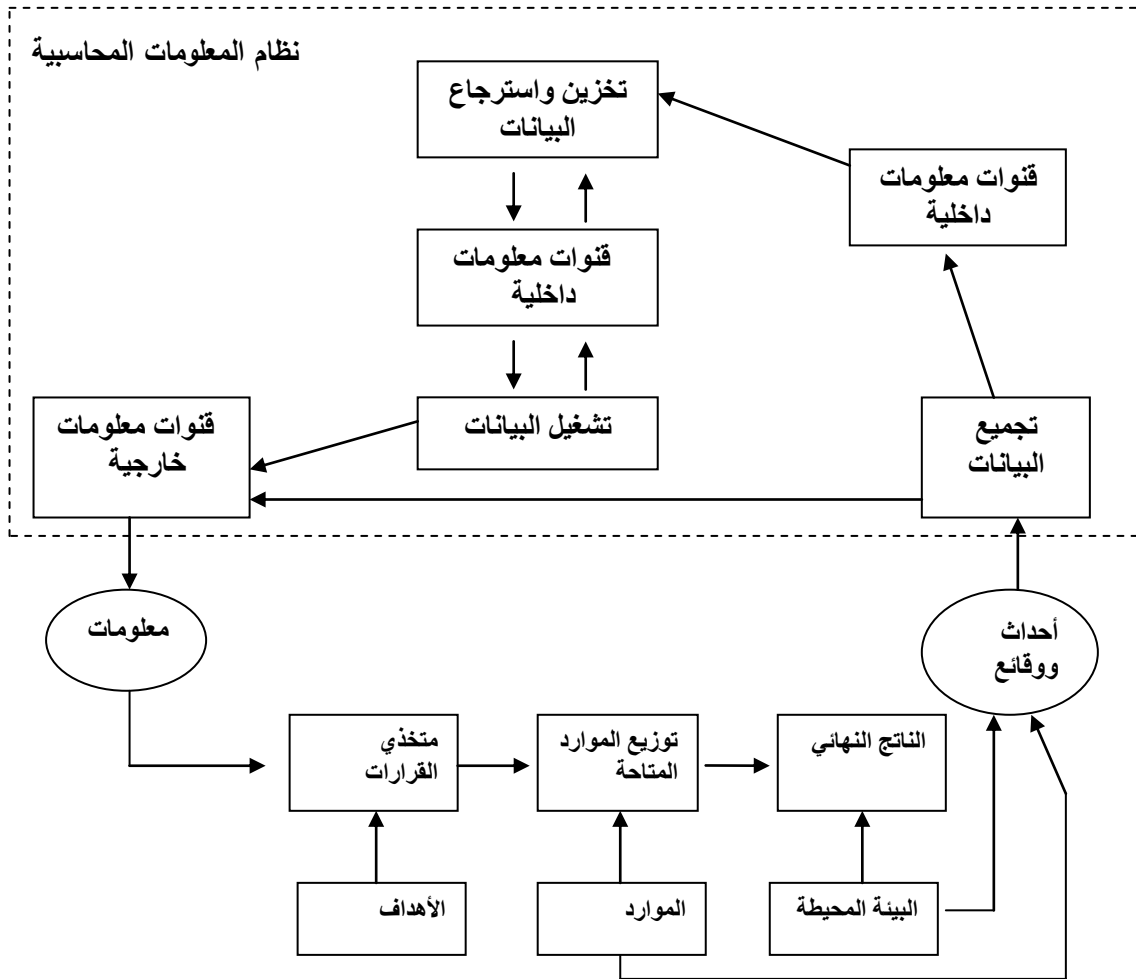 نظام المعلومات المحاسبية
تخزين واسترجاع
البيانات
قنوات معلومات
داخلية
قنوات معلومات
داخلية
تجميع
البيانات
تشغيل البيانات
قنوات معلومات
خارجية
أحداث
ووقائع
معلومات
متخذي
القرارات
توزيع الموارد
المتاحة
الناتج النهائي
الأهداف
الموارد
البيئة المحيطة